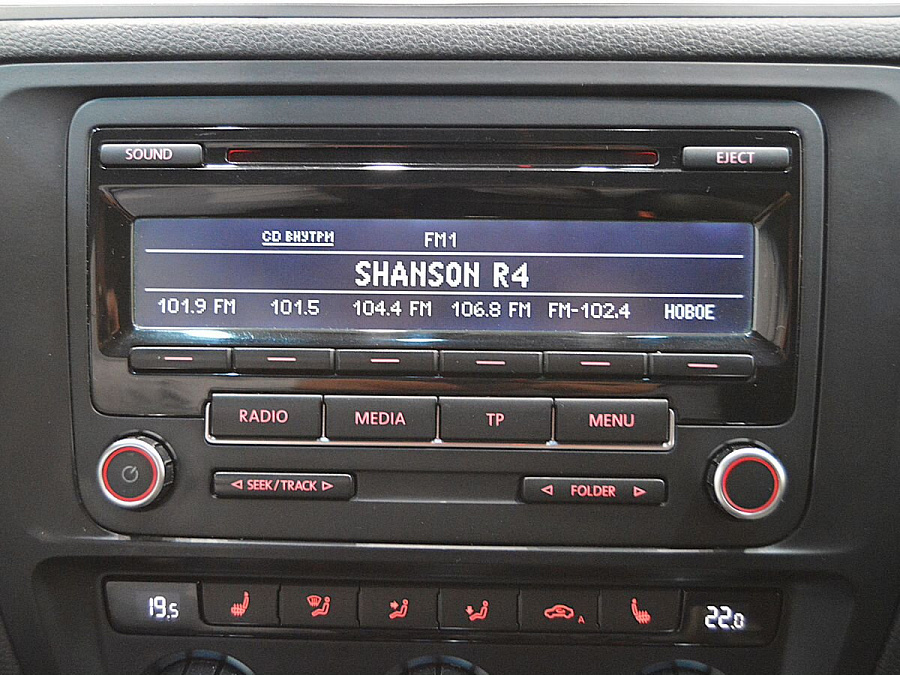 SOUND EJECT
CD ВНУТРИ FM1
SHANSON R4
101.9 FM 101.5 104.4 FM 106.8 FM FM-102.4 НОВОЕ
RADIO MEDIA TP MENU
SEEK/TRACK FOLDER
19.5 A 22.0